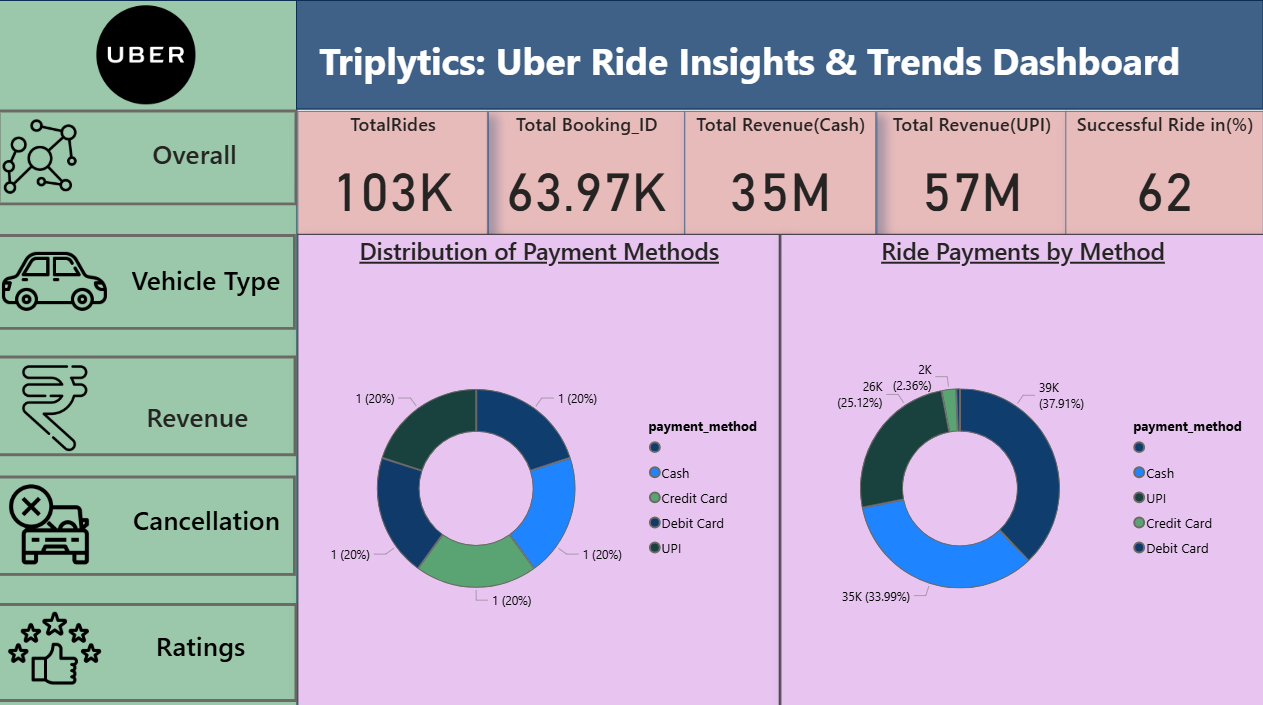 UBER
Triplytics: Uber Ride Insights & Trends Dashboard
Overall
Vehicle Type
Revenue
Cancellation
Ratings
TotalRides
103K
Total Booking_ID
63.97K
Total Revenue(Cash)
35M
Total Revenue(UPI)
57M
Successful Ride in(%)
62
Distribution of Payment Methods
1 (20%)
1 (20%)
1 (20%)
1 (20%)
1 (20%)
payment_method
Cash
Credit Card
Debit Card
UPI
Ride Payments by Method
2K
(2.36%)
26K
(25.12%)
39K
(37.91%)
35K (33.99%)
payment_method
Cash
UPI
Credit Card
Debit Card